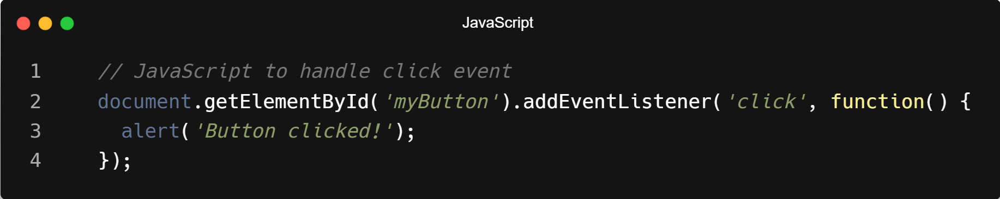 JavaScript
1 // JavaScript to handle click event
2 document.getElementById('myButton').addEventListener('click', function() {
3   alert('Button clicked!');
4 });